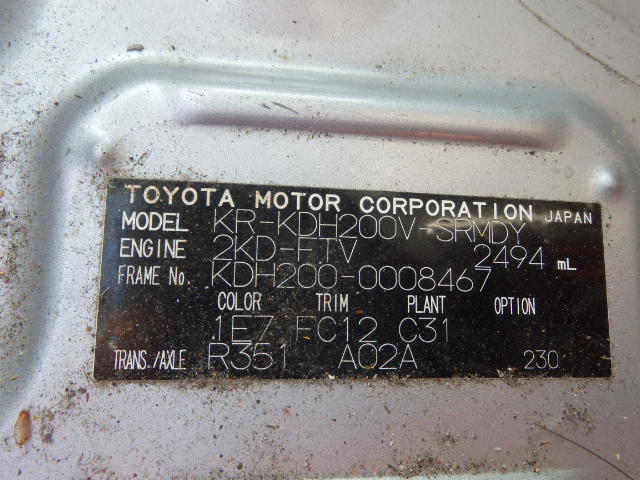 TOYOTA MOTOR CORPORATION JAPAN
MODEL KR-KDH200V-SRMDY
ENGINE 2KD-FTV 2494 mL
FRAME No. KDH200-0008467
COLOR TRIM PLANT OPTION
1E7 FC12 C31
TRANS./AXLE R351 A02A 230